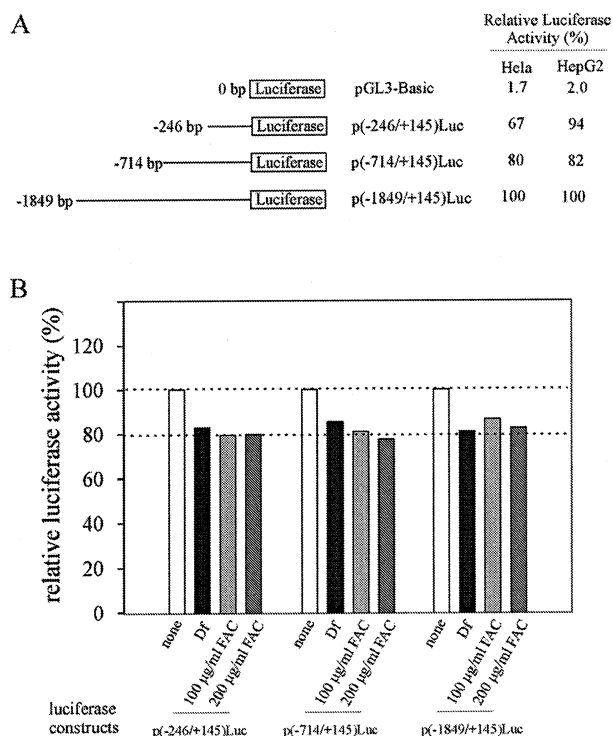 A
Relative Luciferase
Activity (%)
Hela HepG2
0 bp Luciferase pGL3-Basic 1.7 2.0
-246 bp Luciferase p(-246/+145)Luc 67 94
-714 bp Luciferase p(-714/+145)Luc 80 82
-1849 bp Luciferase p(-1849/+145)Luc 100 100
B
relative luciferase activity (%)
120
100
80
60
40
20
0
none Df 100 µg/ml FAC 200 µg/ml FAC none Df 100 µg/ml FAC 200 µg/ml FAC none Df 100 µg/ml FAC 200 µg/ml FAC
luciferase
constructs p(-246/+145)Luc p(-714/+145)Luc p(-1849/+145)Luc